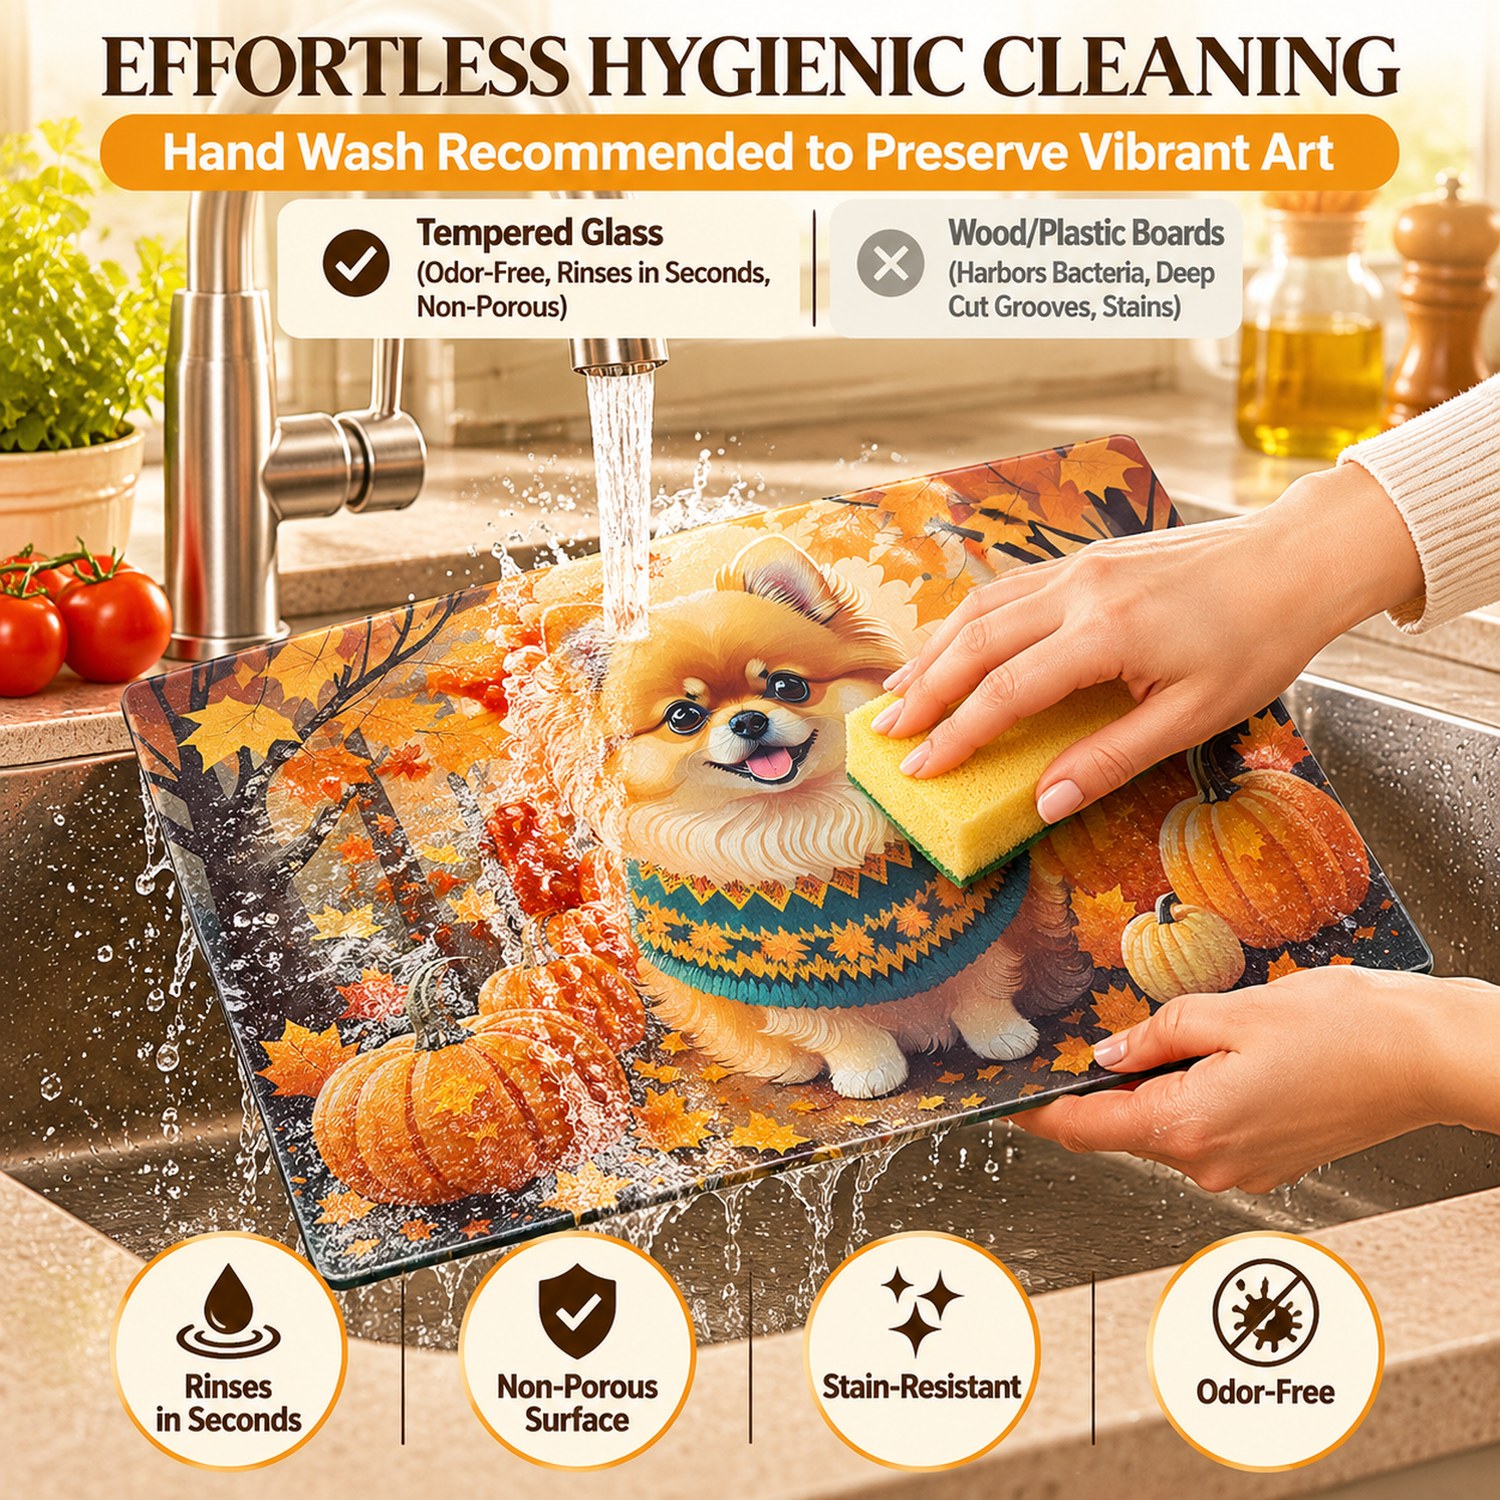 EFFORTLESS HYGIENIC CLEANING
Hand Wash Recommended to Preserve Vibrant Art
Tempered Glass
(Odor-Free, Rinses in Seconds,
Non-Porous)
Wood/Plastic Boards
(Harbors Bacteria, Deep
Cut Grooves, Stains)
Rinses
in Seconds
Non-Porous
Surface
Stain-Resistant
Odor-Free